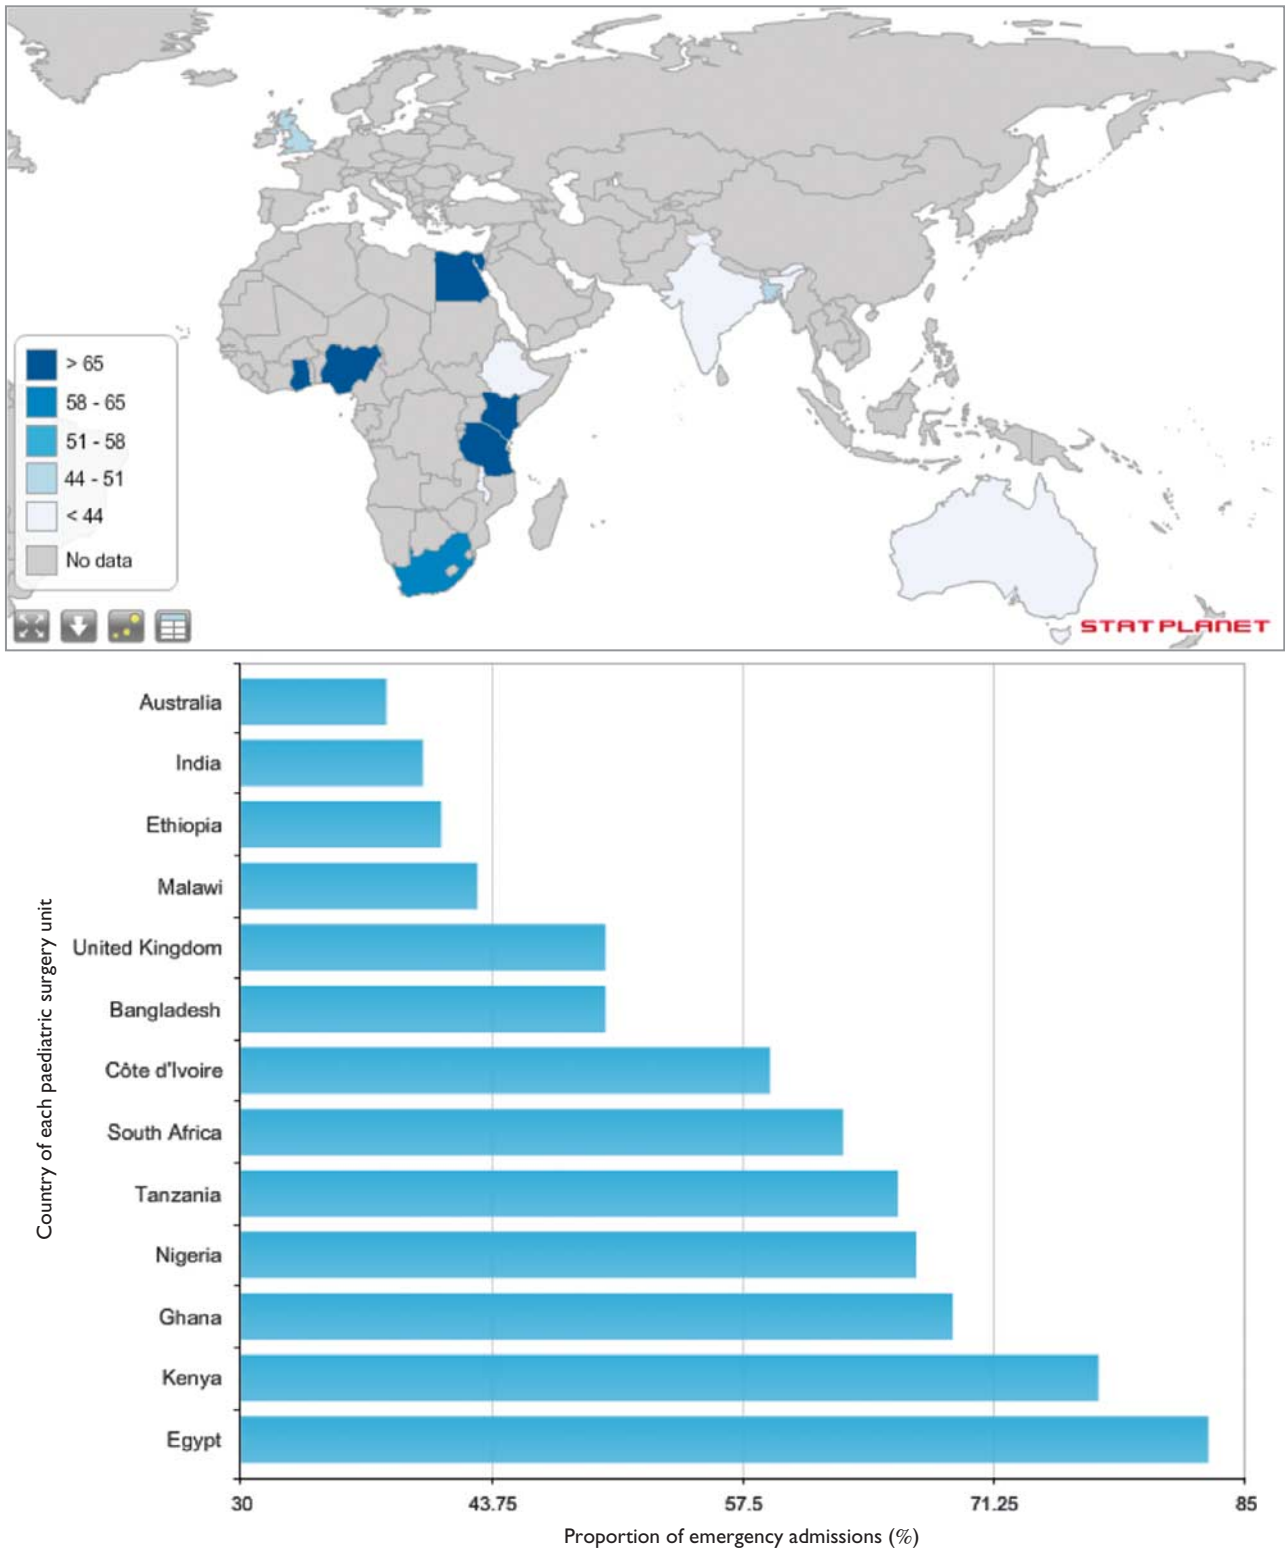 > 65
58 - 65
51 - 58
44 - 51
< 44
No data
STATPLANET
Australia
India
Ethiopia
Malawi
United Kingdom
Bangladesh
Côte d'Ivoire
South Africa
Tanzania
Nigeria
Ghana
Kenya
Egypt
Country of each paediatric surgery unit
30 43.75 57.5 71.25 85
Proportion of emergency admissions (%)